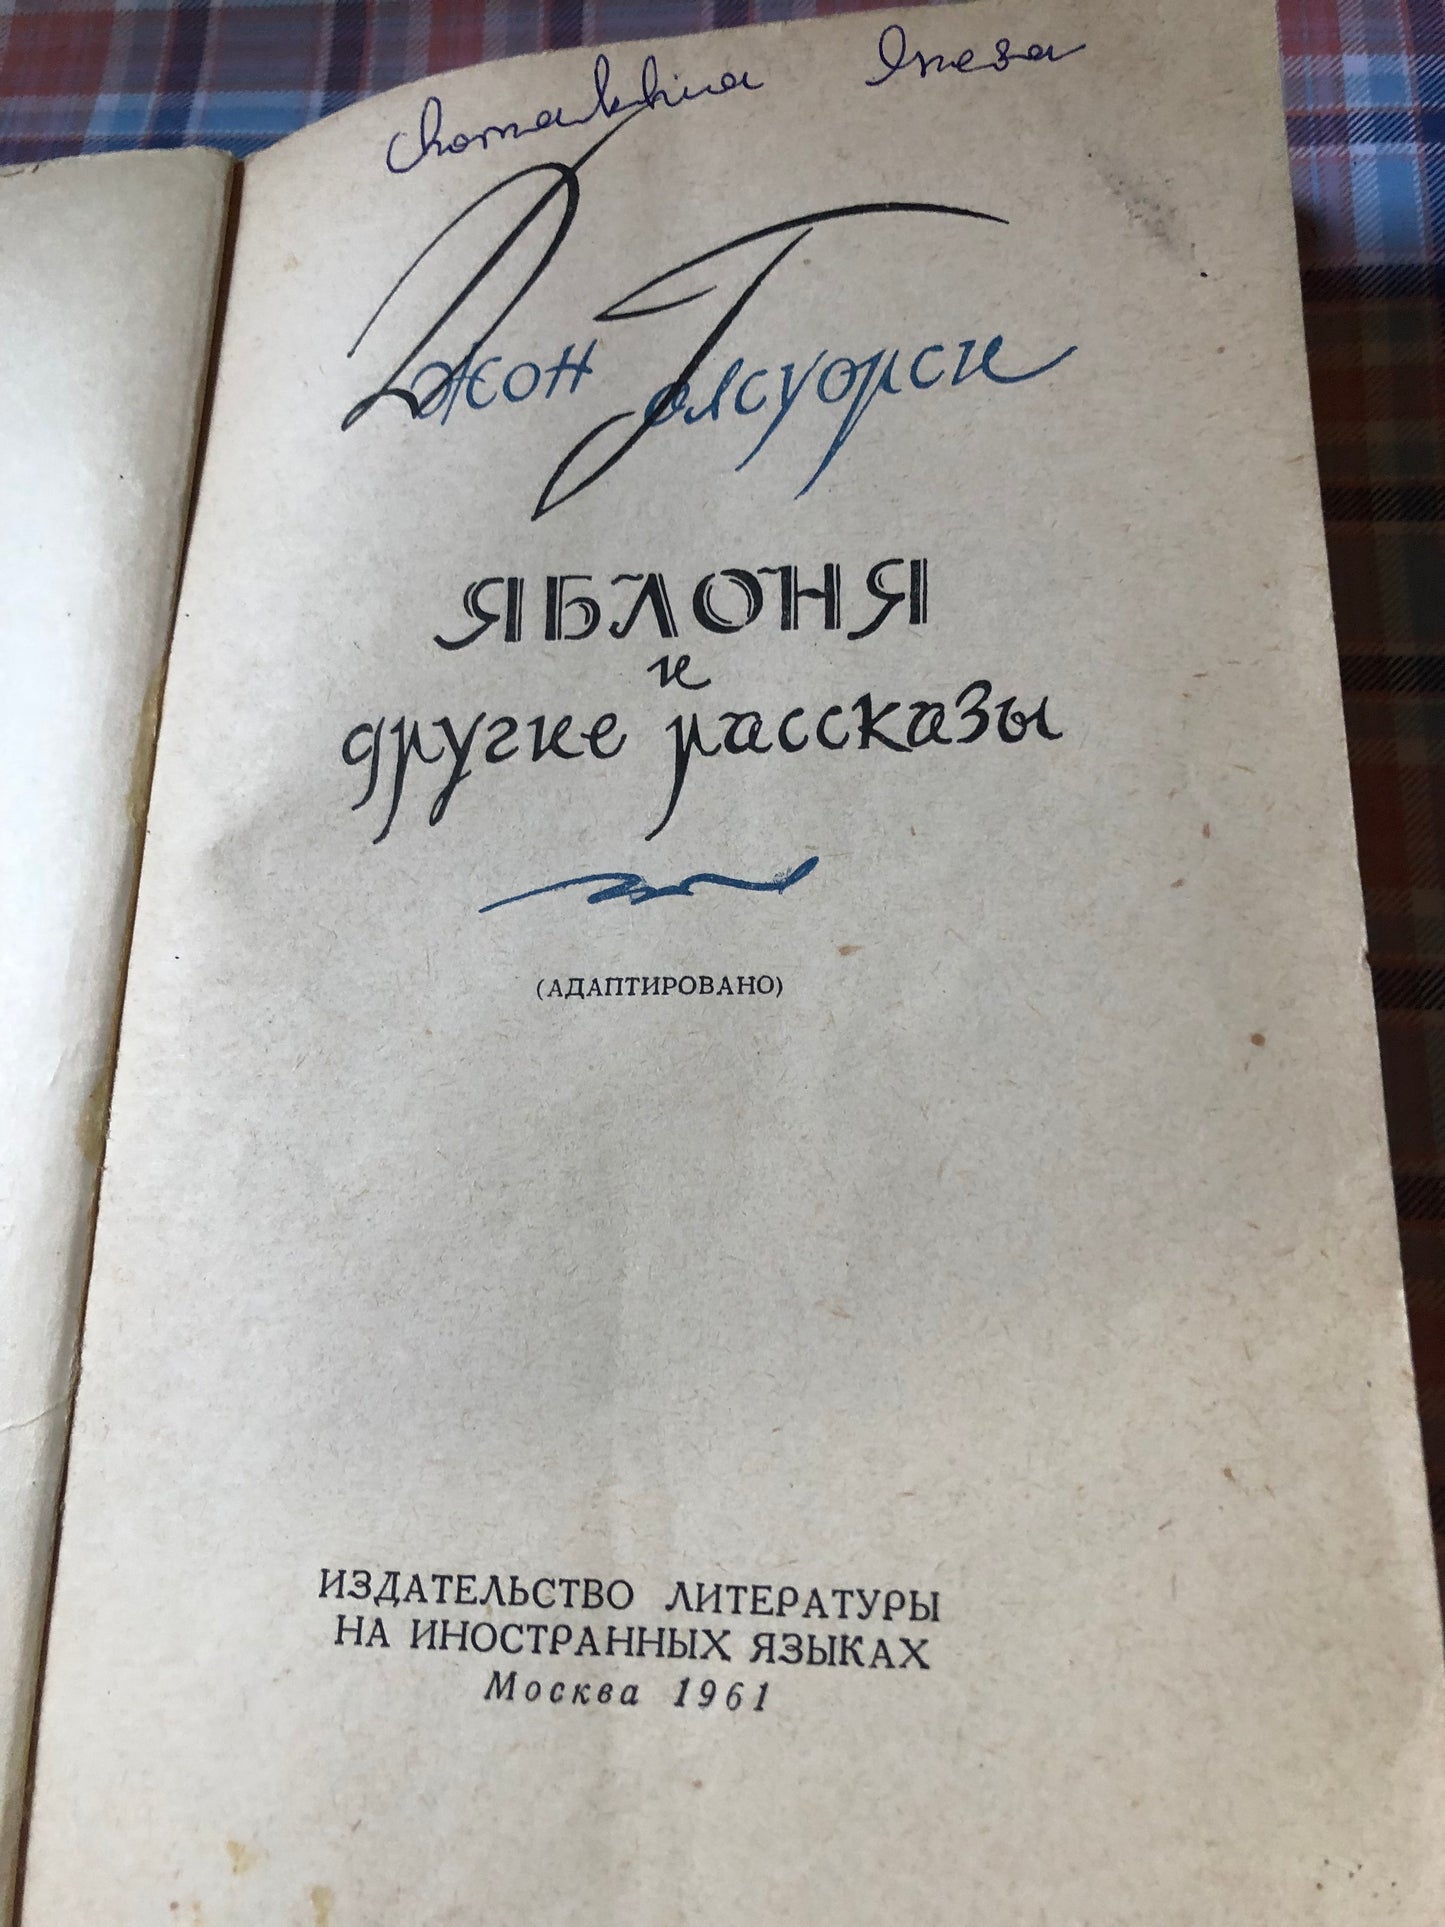 Джон Голсуорси
ЯБЛОНЯ
и
другие рассказы
(АДАПТИРОВАНО)
ИЗДАТЕЛЬСТВО ЛИТЕРАТУРЫ
НА ИНОСТРАННЫХ ЯЗЫКАХ
Москва 1961